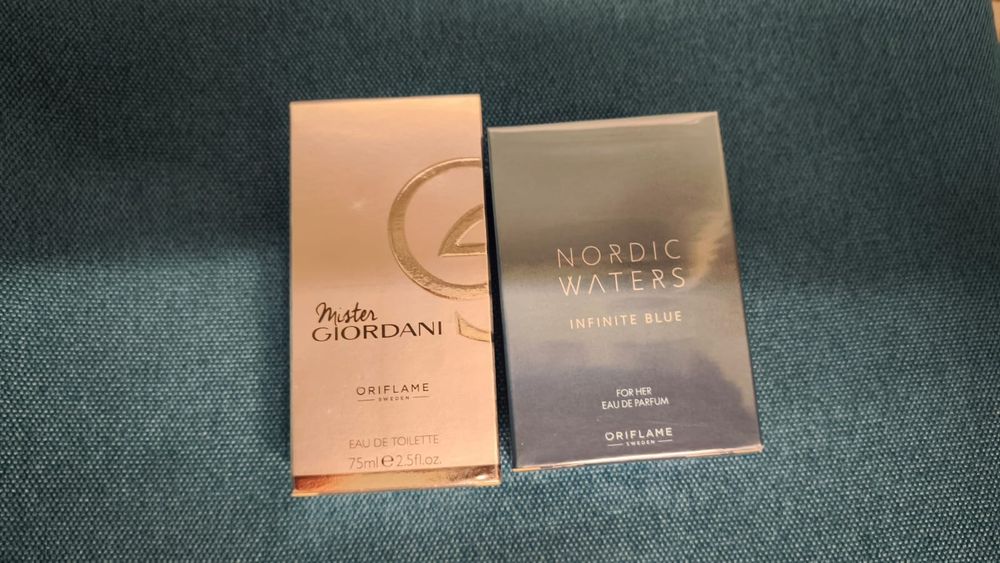 Mister
GIORDANI
ORIFLAME
SWEDEN
EAU DE TOILETTE
75ml e 2.5fl.oz.
NORDIC
WATERS
INFINITE BLUE
FOR HER
EAU DE PARFUM
ORIFLAME
SWEDEN